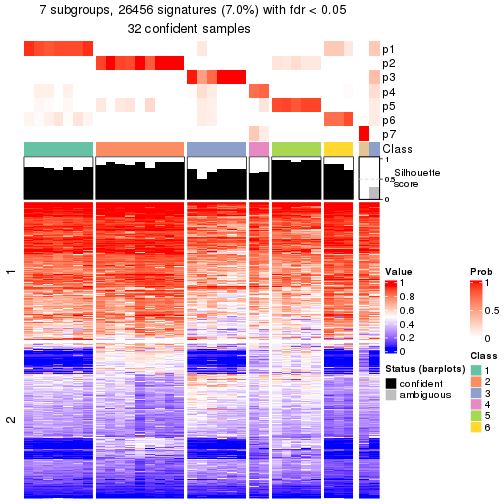 7 subgroups, 26456 signatures (7.0%) with fdr < 0.05
32 confident samples
p1
p2
p3
p4
p5
p6
p7
Class
1
0.5
0
Silhouette
score
1
2
Value
1
0.8
0.6
0.4
0.2
0
Status (barplots)
confident
ambiguous
Prob
1
0.5
0
Class
1
2
3
4
5
6